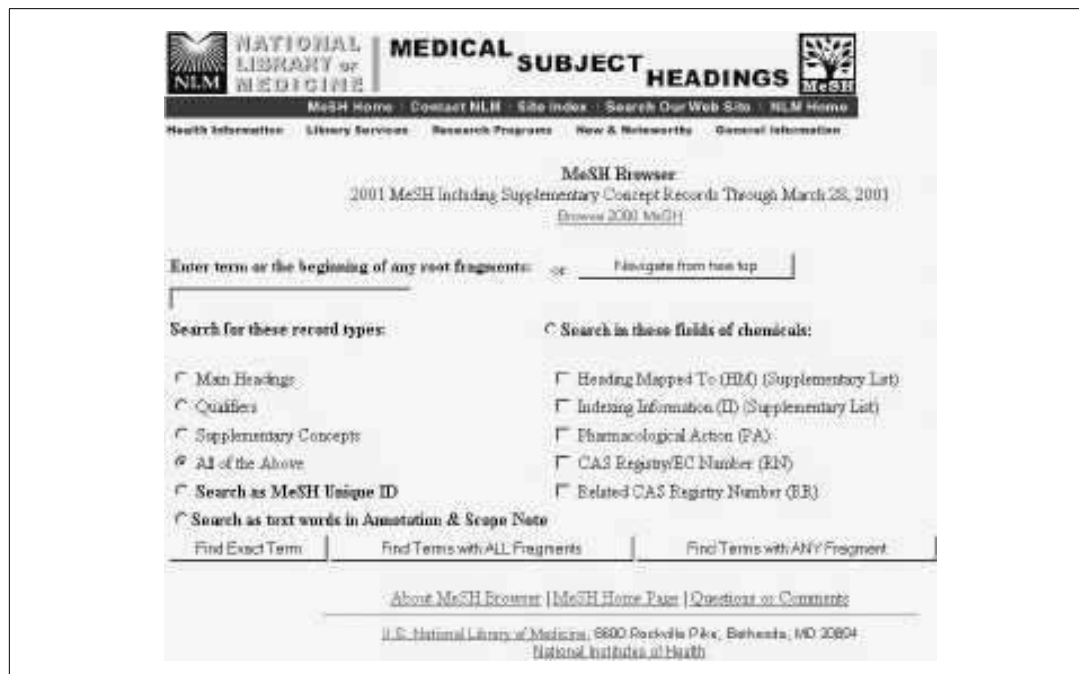 NATIONAL
LIBRARY OF
MEDICINE
NLM
MEDICAL
SUBJECT
HEADINGS
MeSH
MeSH Home · Contact NLM · Site Index · Search Our Web Site · NLM Home
Health Information Library Services Research Programs New & Noteworthy General Information
MeSH Browser
2001 MeSH Including Supplementary Concept Records Through March 28, 2001
Browse 2000 MeSH
Enter term or the beginning of any root fragments: or Navigate from tree top
Search for these record types: Search in these fields of chemicals:
Main Headings Heading Mapped To (HM) (Supplementary List)
Qualifiers Indexing Information (II) (Supplementary List)
Supplementary Concepts Pharmacological Action (PA)
All of the Above CAS Registry/EC Number (RN)
Search as MeSH Unique ID Related CAS Registry Number (RR)
Search as text words in Annotation & Scope Note
Find Exact Term Find Terms with ALL Fragments Find Terms with ANY Fragment
About MeSH Browser | MeSH Home Page | Questions or Comments
U.S. National Library of Medicine, 8600 Rockville Pike, Bethesda, MD 20894
National Institutes of Health